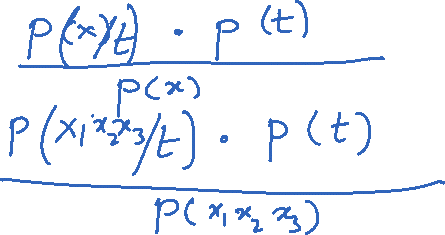 P(x/t) · P(t)
P(x)
P(x₁x₂x₃/t) · P(t)
P(x₁x₂x₃)